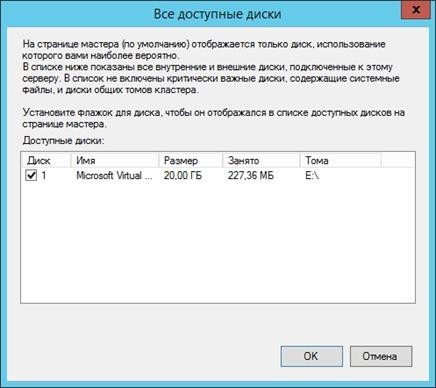 Все доступные диски
x
На странице мастера (по умолчанию) отображается только диск, использование
которого вами наиболее вероятно.
В списке ниже показаны все внутренние и внешние диски, подключенные к этому
серверу. В список не включены критически важные диски, содержащие системные
файлы, и диски общих томов кластера.
Установите флажок для диска, чтобы он отображался в списке доступных дисков на
странице мастера.
Доступные диски:
Диск Имя Размер Занято Тома
1 Microsoft Virtual ... 20,00 ГБ 227,36 МБ E:\
OK Отмена